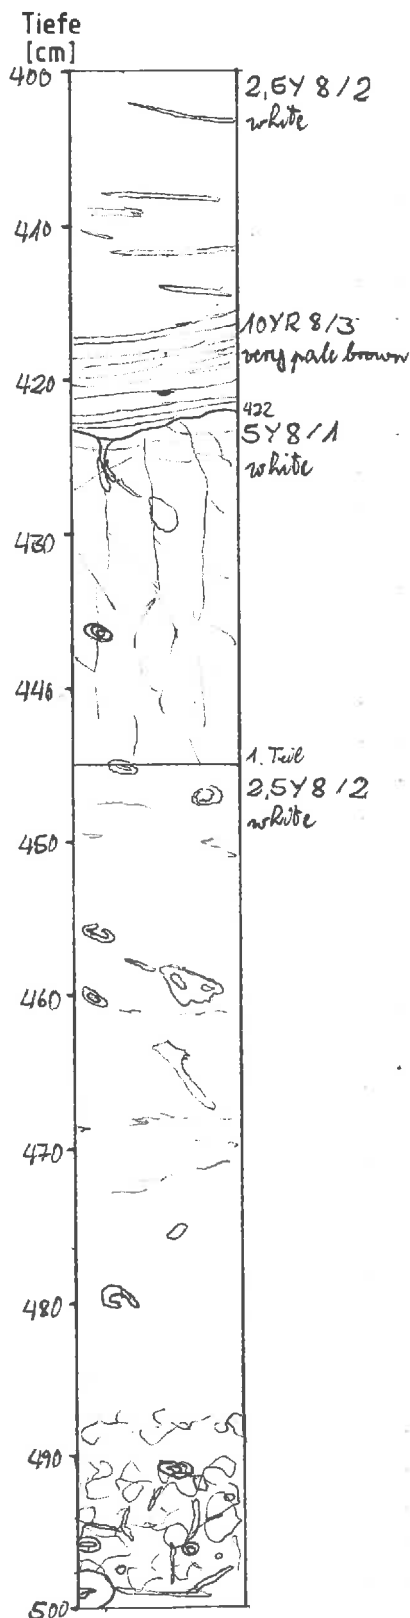 Tiefe
[cm]
400
2,5Y 8/2
white
410
10YR 8/3
very pale brown
420
422
5Y 8/1
white
430
440
1. Teil
2,5Y 8/2
white
450
460
470
480
490
500